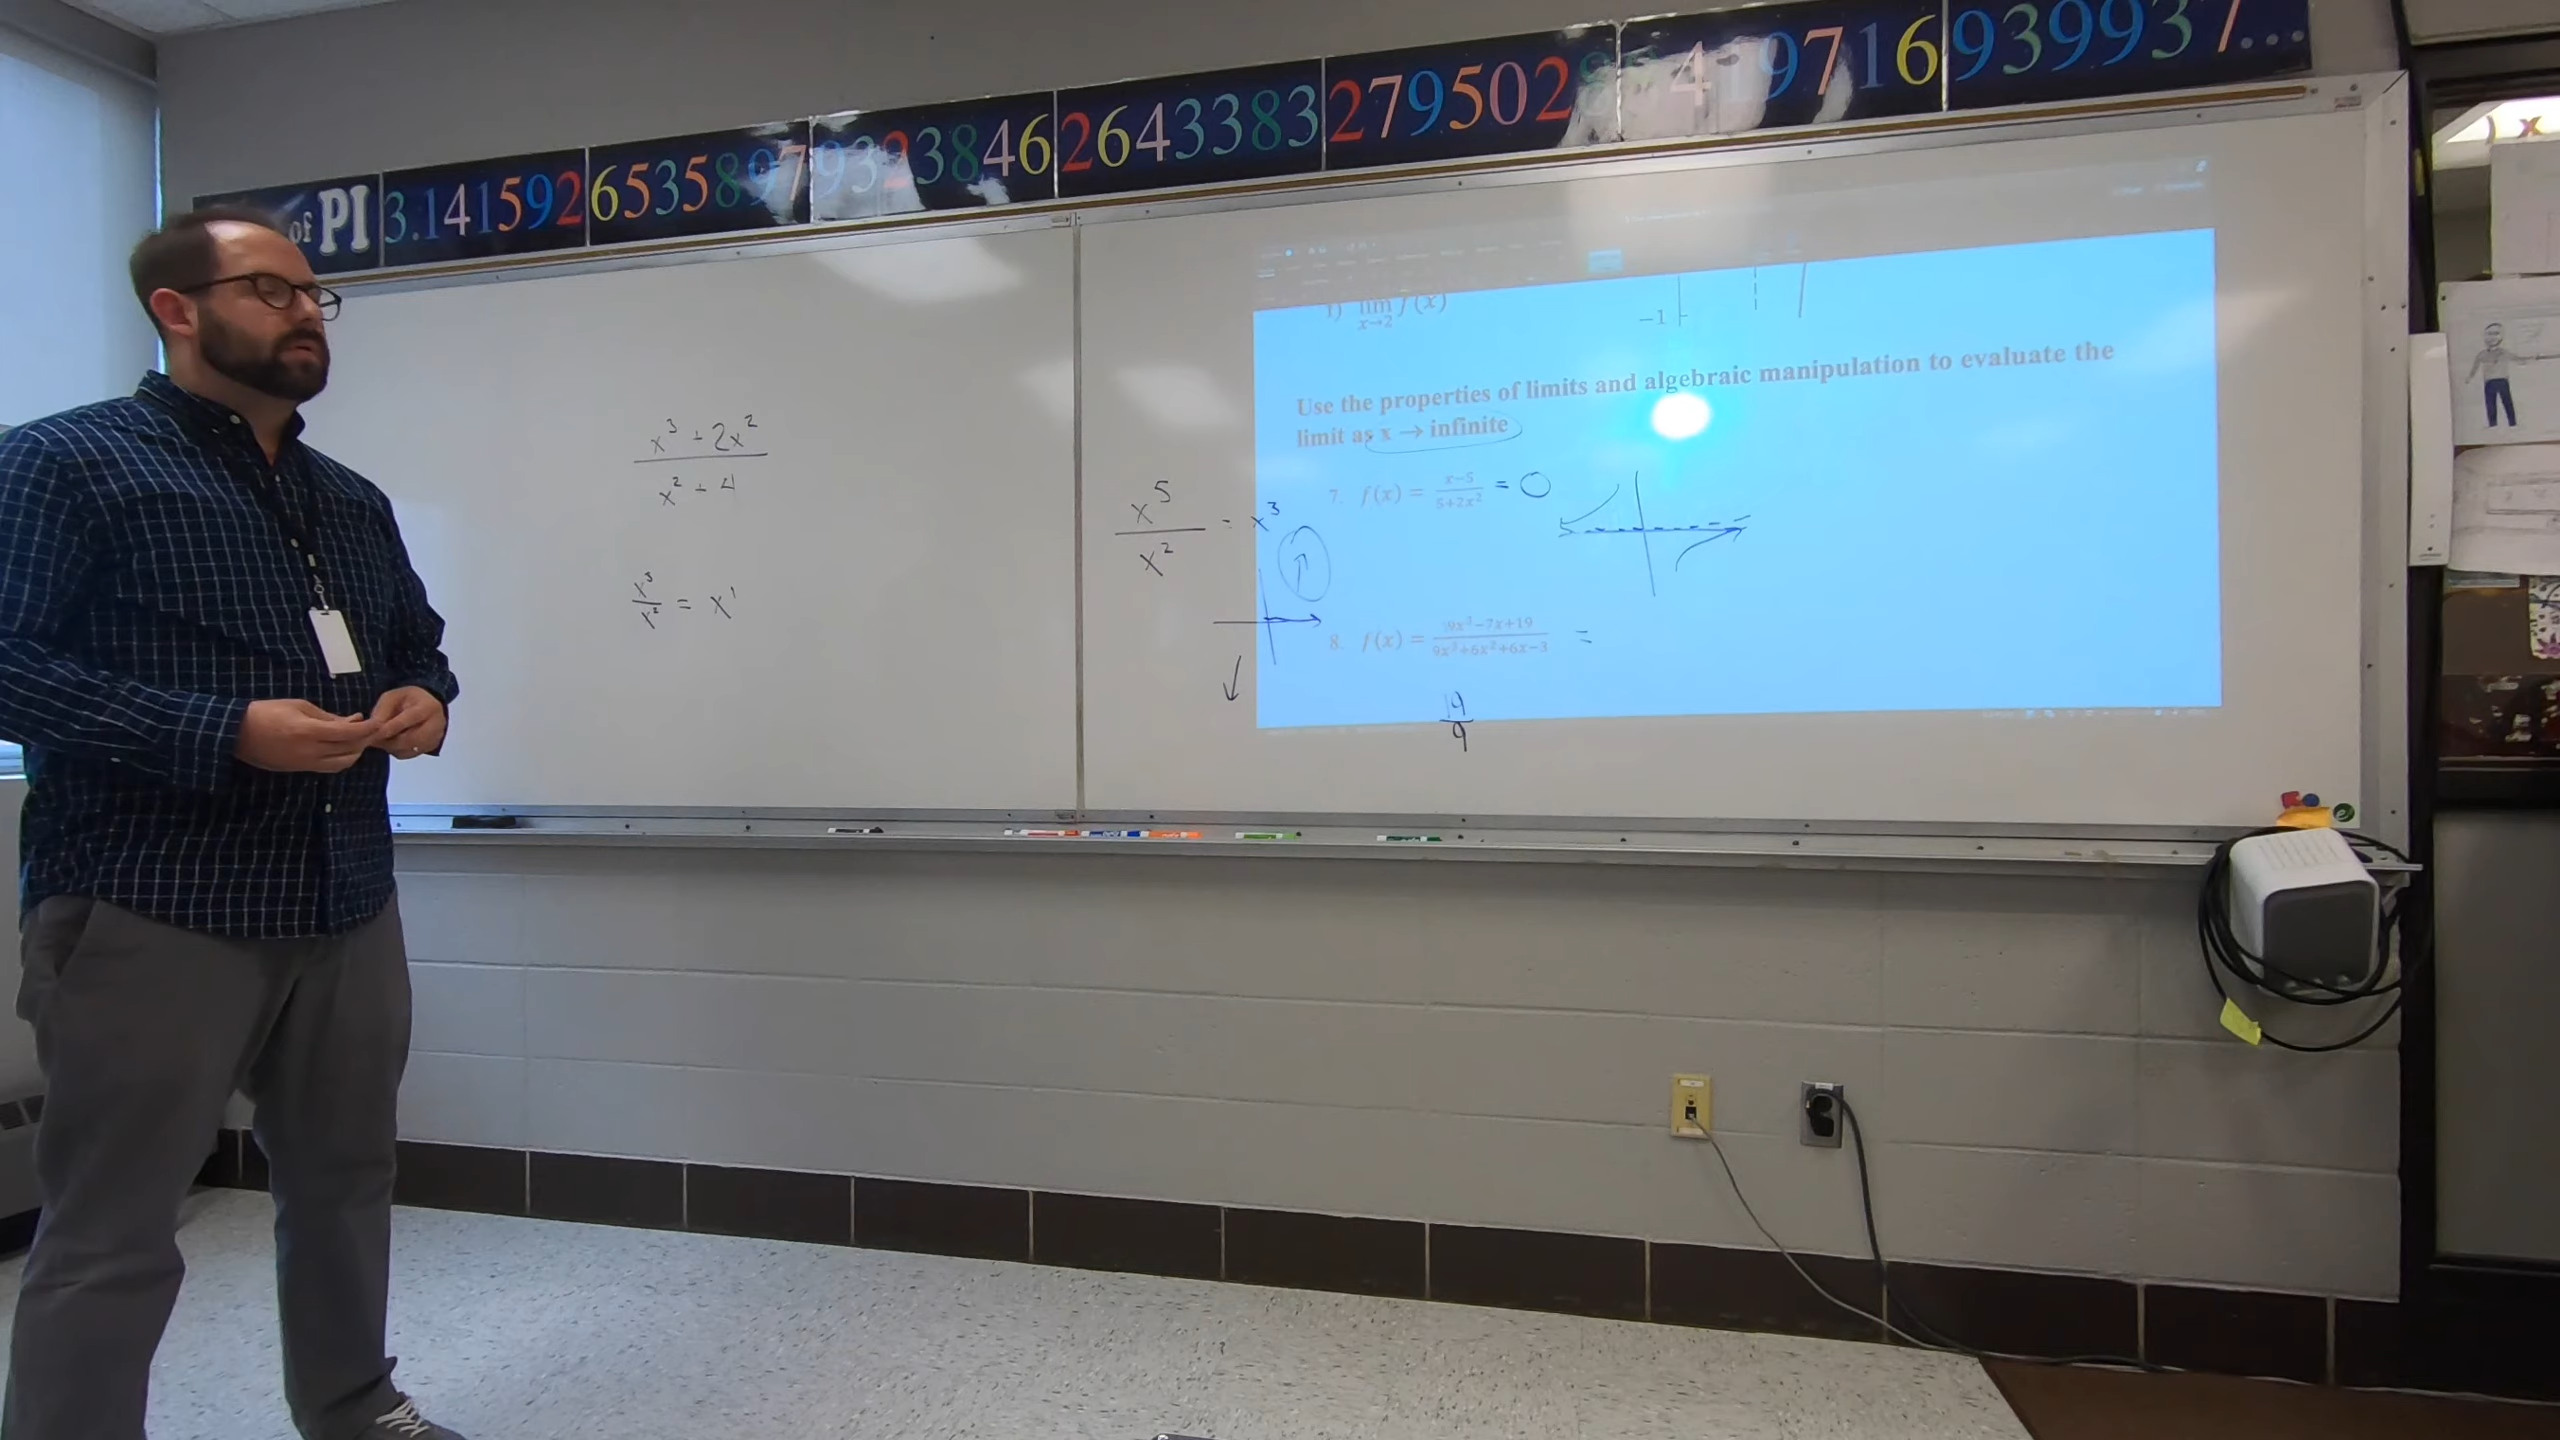 of PI 3.14159265358979323846264338327950288419716939937...
1) lim f(x)
x→2
−1
Use the properties of limits and algebraic manipulation to evaluate the
limit as x → infinite
7. f(x) = x−5 / 5+2x² = 0
8. f(x) = 9x³−7x+19 / 9x³+6x²+6x−3 =
19
9
x³ + 2x²
x² + 4
x³ / x² = x¹
x⁵ / x² = x³